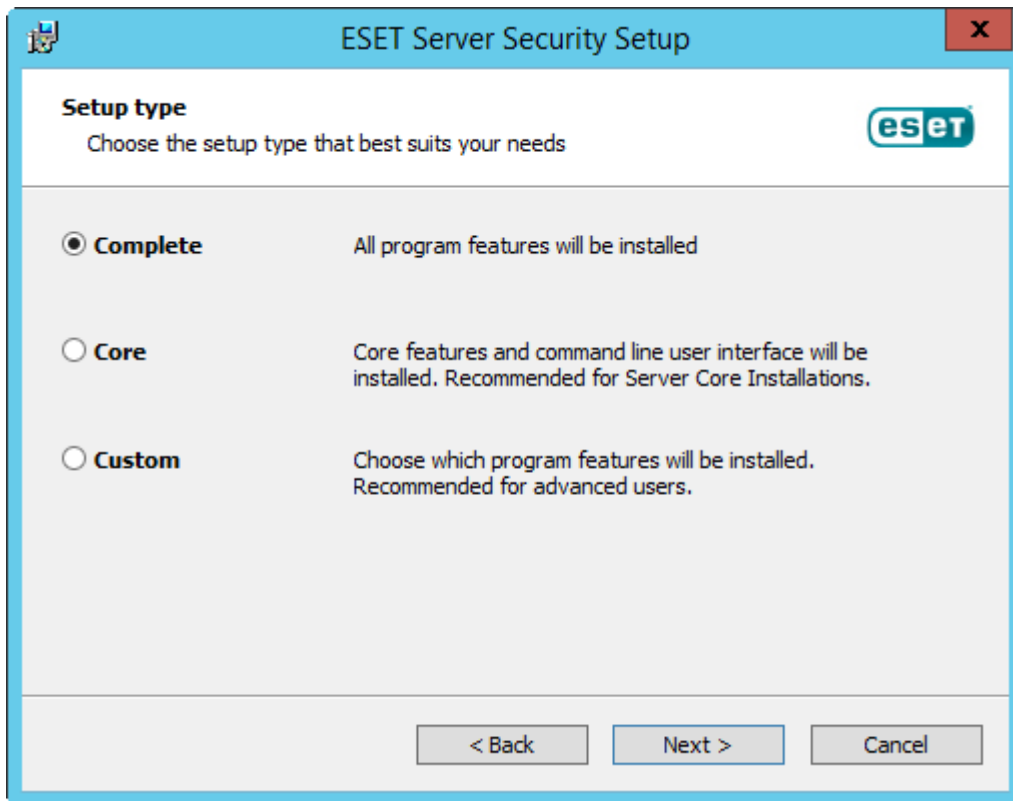 ESET Server Security Setup
x
Setup type
Choose the setup type that best suits your needs
eseT
Complete
All program features will be installed
Core
Core features and command line user interface will be
installed. Recommended for Server Core Installations.
Custom
Choose which program features will be installed.
Recommended for advanced users.
< Back
Next >
Cancel